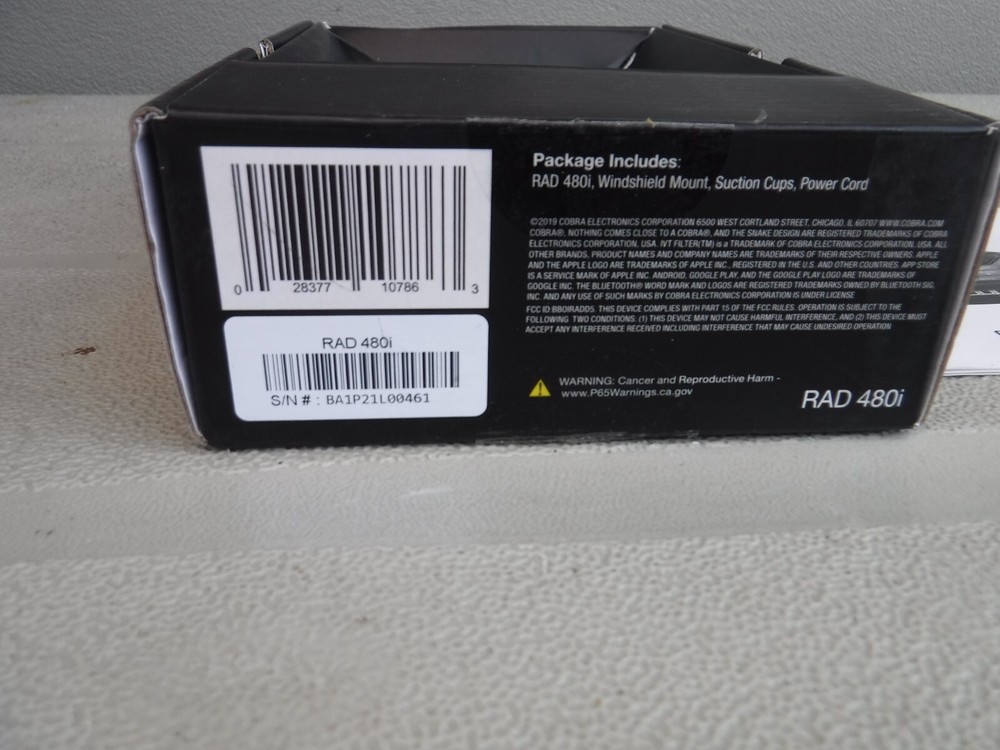 0 28377 10786 3
RAD 480i
S/N # : BA1P21L00461
Package Includes:
RAD 480i, Windshield Mount, Suction Cups, Power Cord
©2019 COBRA ELECTRONICS CORPORATION 6500 WEST CORTLAND STREET, CHICAGO, IL 60707 WWW.COBRA.COM
COBRA®, NOTHING COMES CLOSE TO A COBRA®, AND THE SNAKE DESIGN ARE REGISTERED TRADEMARKS OF COBRA
ELECTRONICS CORPORATION, USA. IVT FILTER(TM) is a TRADEMARK OF COBRA ELECTRONICS CORPORATION, USA. ALL
OTHER BRANDS, PRODUCT NAMES AND COMPANY NAMES ARE TRADEMARKS OF THEIR RESPECTIVE OWNERS. APPLE
AND THE APPLE LOGO ARE TRADEMARKS OF APPLE INC., REGISTERED IN THE U.S. AND OTHER COUNTRIES. APP STORE
IS A SERVICE MARK OF APPLE INC. ANDROID, GOOGLE PLAY, AND THE GOOGLE PLAY LOGO ARE TRADEMARKS OF
GOOGLE INC. THE BLUETOOTH® WORD MARK AND LOGOS ARE REGISTERED TRADEMARKS OWNED BY BLUETOOTH SIG,
INC. AND ANY USE OF SUCH MARKS BY COBRA ELECTRONICS CORPORATION IS UNDER LICENSE
FCC ID:BBOIRADD5. THIS DEVICE COMPLIES WITH PART 15 OF THE FCC RULES. OPERATION IS SUBJECT TO THE
FOLLOWING TWO CONDITIONS: (1) THIS DEVICE MAY NOT CAUSE HARMFUL INTERFERENCE, AND (2) THIS DEVICE MUST
ACCEPT ANY INTERFERENCE RECEIVED INCLUDING INTERFERENCE THAT MAY CAUSE UNDESIRED OPERATION
WARNING: Cancer and Reproductive Harm -
www.P65Warnings.ca.gov
RAD 480i